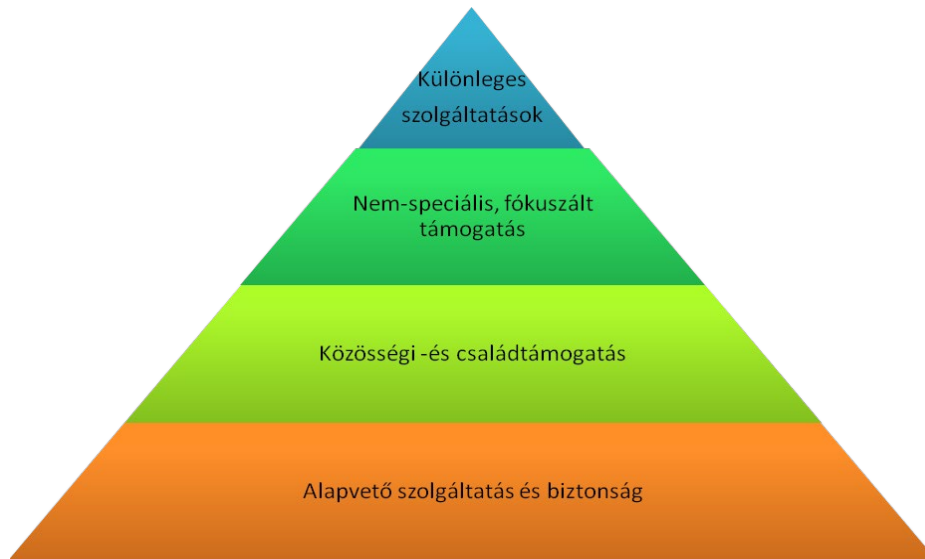 Különleges
szolgáltatások
Nem-speciális, fókuszált
támogatás
Közösségi -és családtámogatás
Alapvető szolgáltatás és biztonság